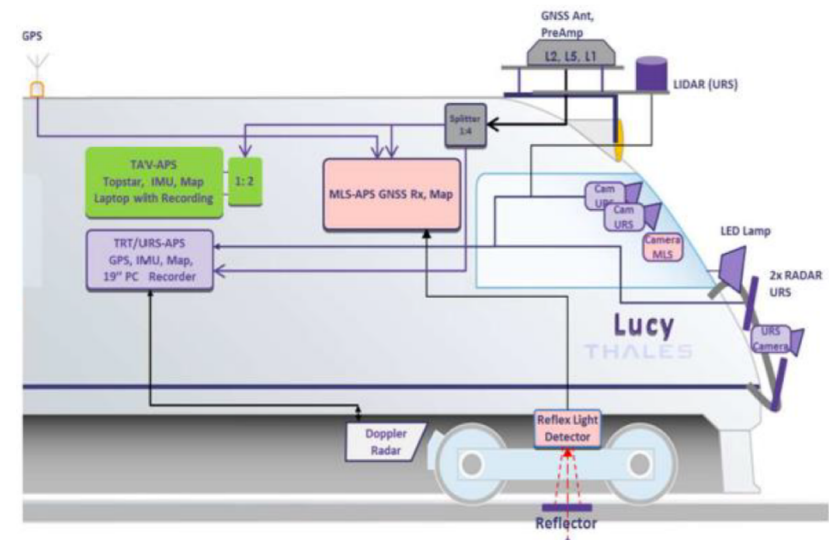 GNSS Ant,
PreAmp
GPS
L2, L5, L1
LIDAR (URS)
Splitter
1:4
TAV-APS
Topstar, IMU, Map
Laptop with Recording
1: 2
MLS-APS GNSS Rx, Map
Cam
URS
Cam
URS
Camera
MLS
LED Lamp
TRT/URS-APS
GPS, IMU, Map,
19" PC Recorder
2x RADAR
URS
Lucy
THALES
URS
Camera
Doppler
Radar
Reflex Light
Detector
Reflector